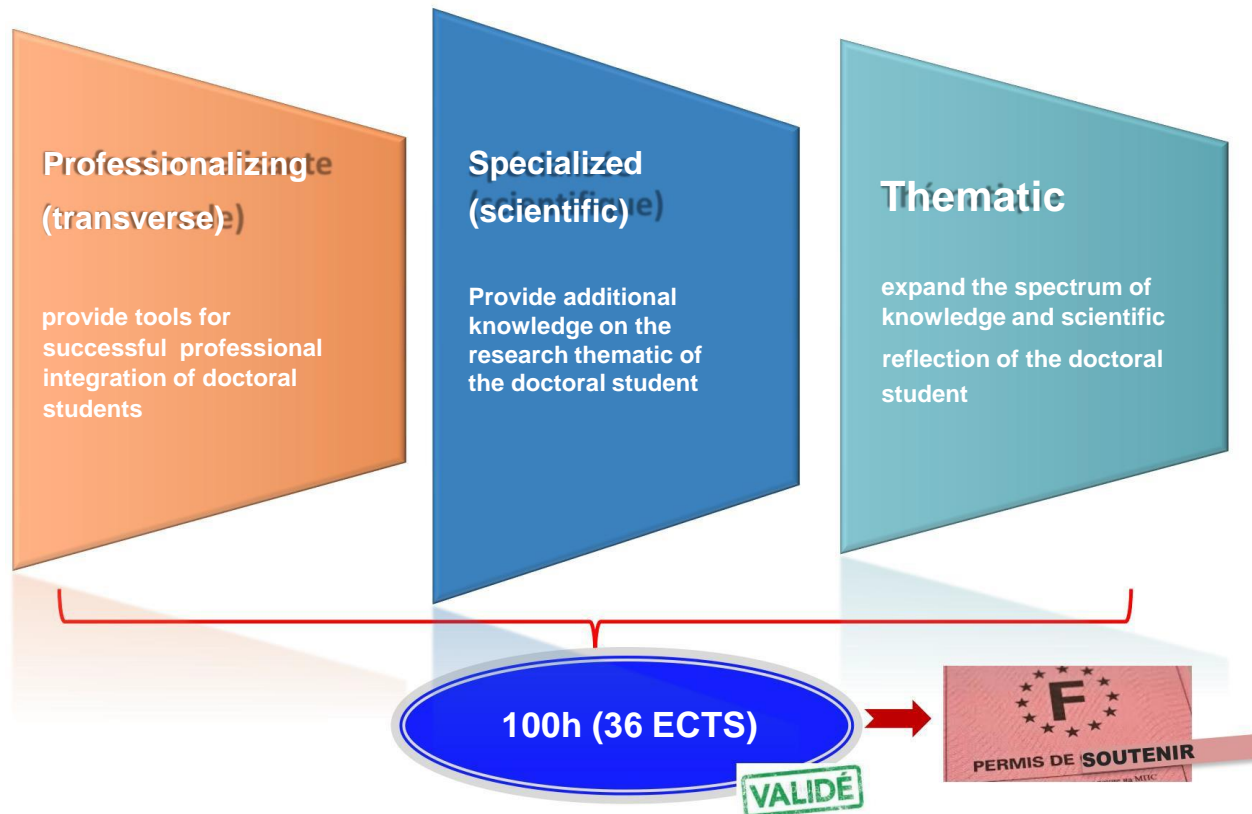 Professionalizing
(transverse)
provide tools for
successful professional
integration of doctoral
students
Specialized
(scientific)
Provide additional
knowledge on the
research thematic of
the doctoral student
Thematic
expand the spectrum of
knowledge and scientific
reflection of the doctoral
student
100h (36 ECTS)
VALIDÉ
F
PERMIS DE SOUTENIR